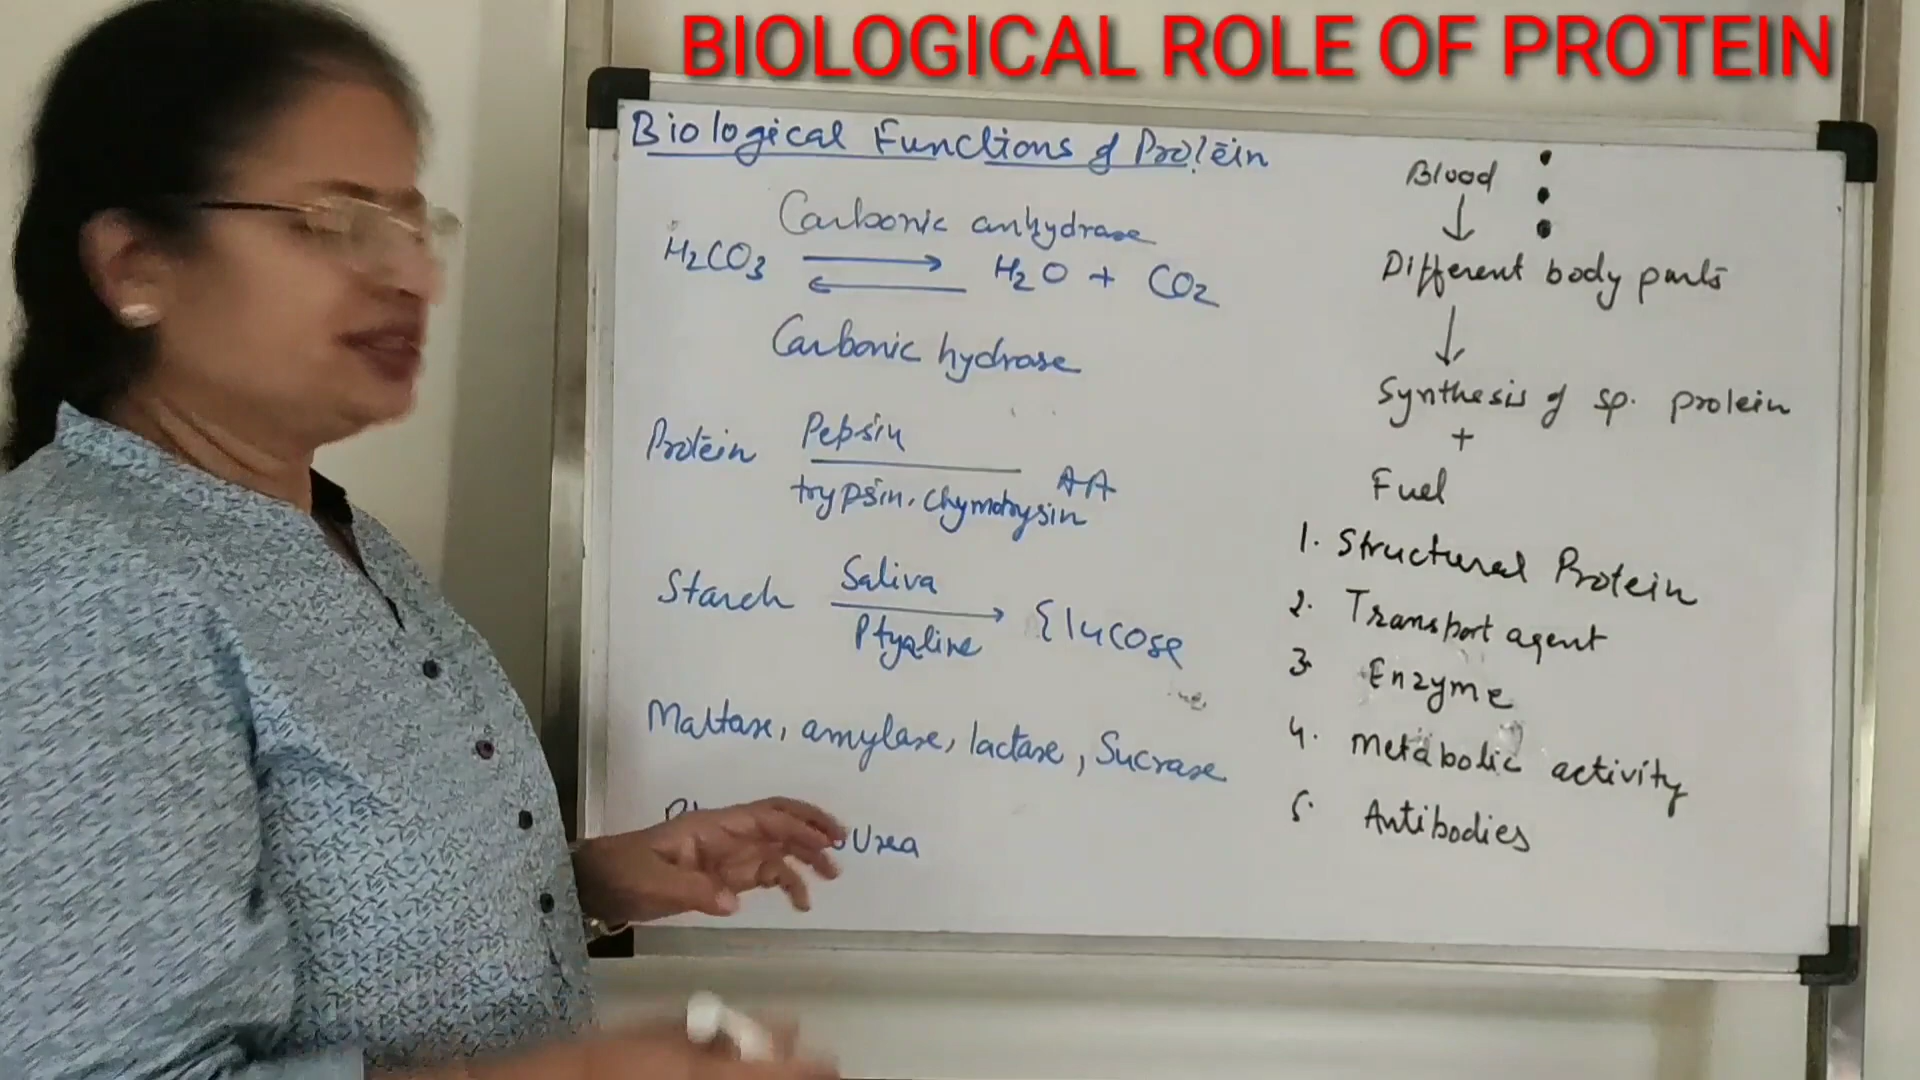 BIOLOGICAL ROLE OF PROTEIN
Biological Functions of Protein
Carbonic anhydrase
H2CO3 H2O + CO2
Carbonic hydrase
Protein Pepsin AA
trypsin, chymotrysin
Starch Saliva → Glucose
Ptyaline
Maltase, amylase, lactase, Sucrase
Urea
Blood
↓
Different body parts
↓
Synthesis of sp. protein
+
Fuel
1. Structural Protein
2. Transport agent
3. Enzyme
4. Metabolic activity
5. Antibodies